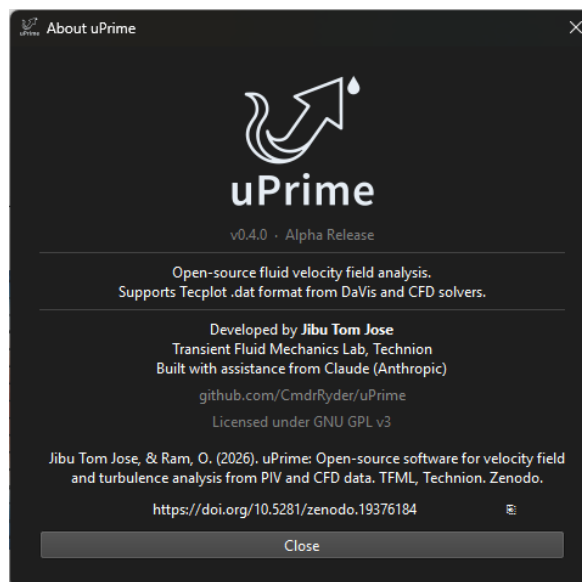 uPrime
About uPrime
uPrime
v0.4.0 · Alpha Release
Open-source fluid velocity field analysis.
Supports Tecplot .dat format from DaVis and CFD solvers.
Developed by Jibu Tom Jose
Transient Fluid Mechanics Lab, Technion
Built with assistance from Claude (Anthropic)
github.com/CmdrRyder/uPrime
Licensed under GNU GPL v3
Jibu Tom Jose, & Ram, O. (2026). uPrime: Open-source software for velocity field
and turbulence analysis from PIV and CFD data. TFML, Technion. Zenodo.
https://doi.org/10.5281/zenodo.19376184
Close